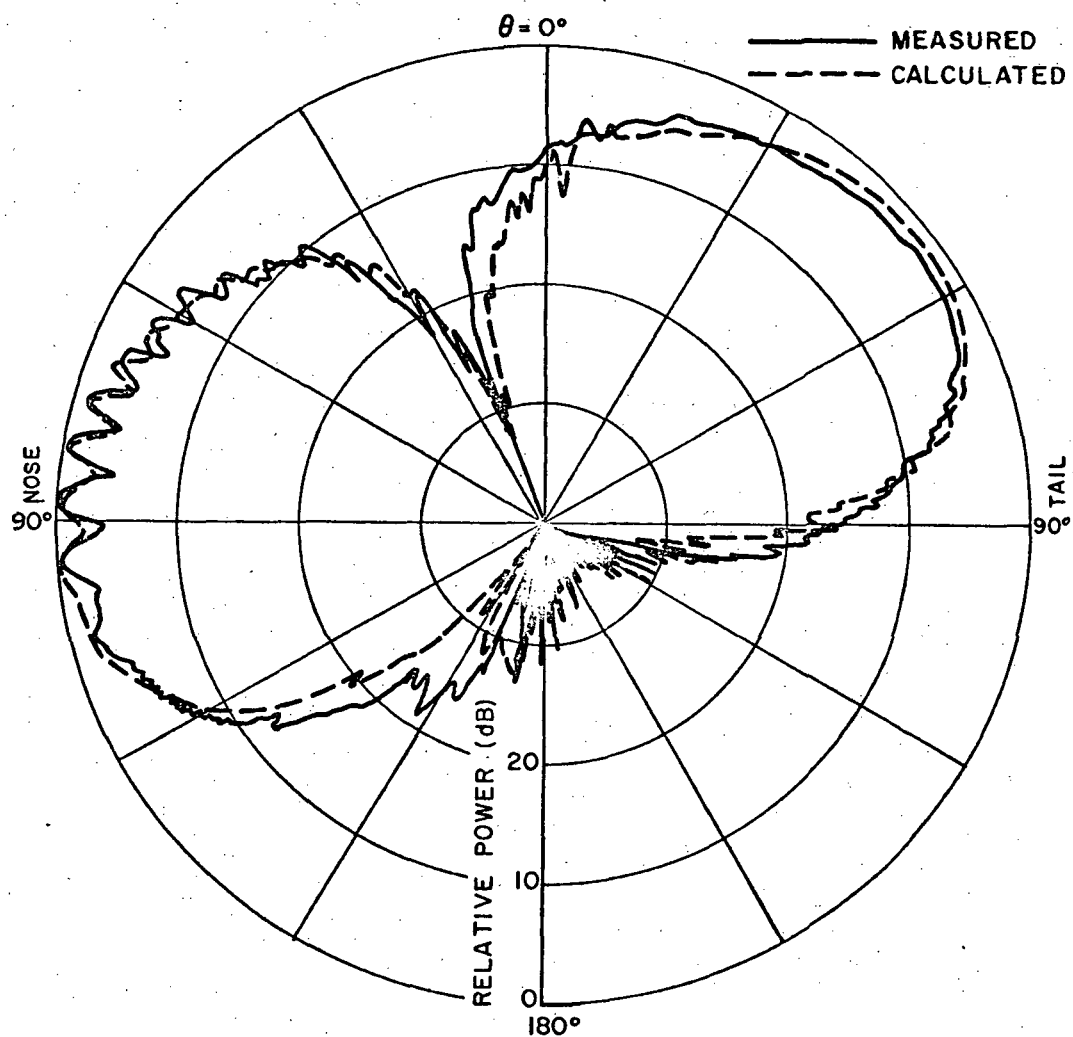 θ = 0°
MEASURED
CALCULATED
NOSE
90°
TAIL
90°
RELATIVE POWER (dB)
20
10
0
180°